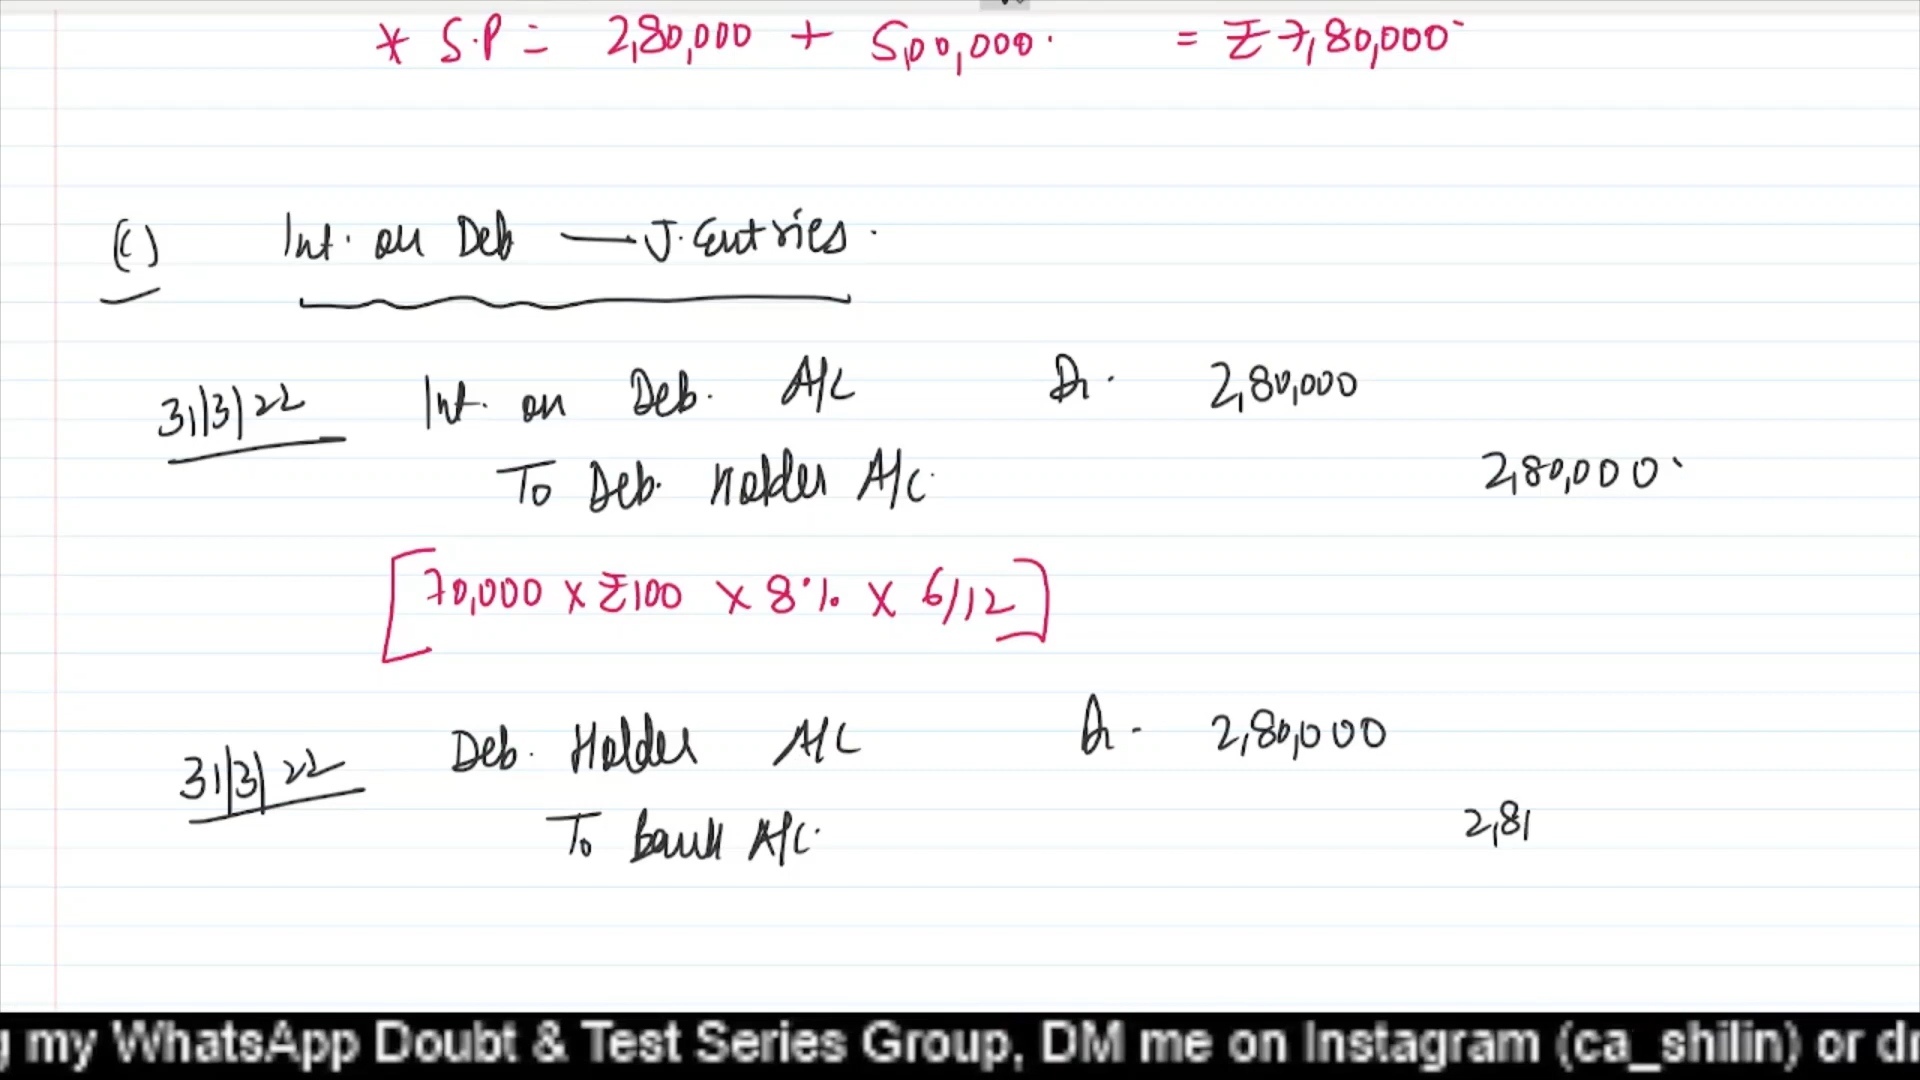 * S.P = 2,80,000 + 5,00,000. = ₹7,80,000
(c) Int. on Deb — J. Entries.
31/3/22 Int. on Deb. A/c Dr. 2,80,000
To Deb. Holder A/c. 2,80,000
[70,000 x ₹100 x 8% x 6/12]
31/3/22 Deb. Holder A/c Dr. 2,80,000
To Bank A/c. 2,81
my WhatsApp Doubt & Test Series Group, DM me on Instagram (ca_shilin) or